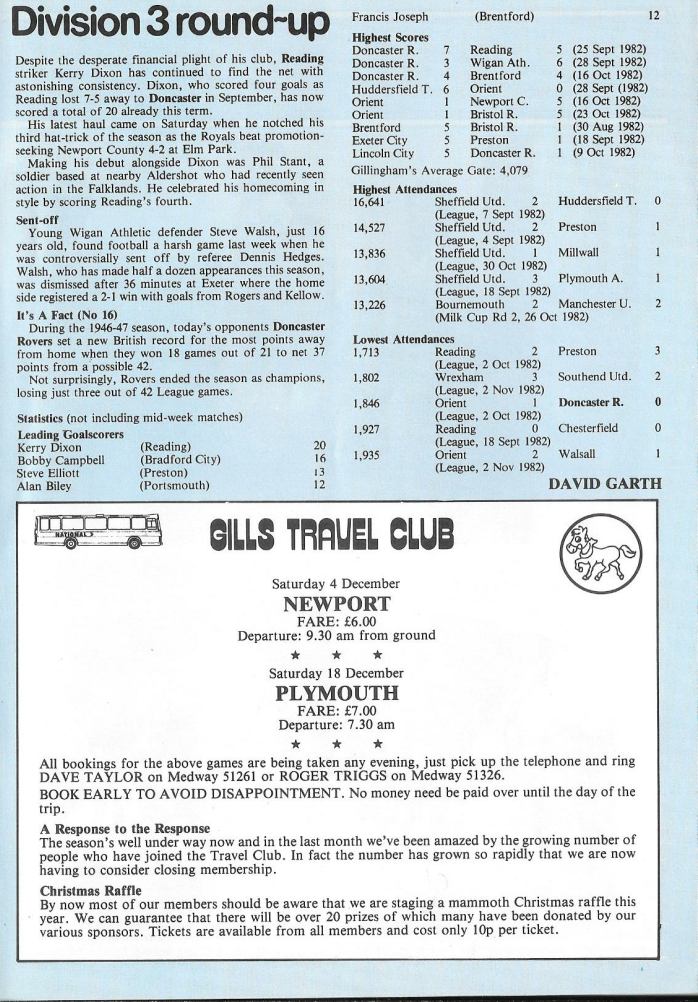 Division 3 round-up
Despite the desperate financial plight of his club, Reading
striker Kerry Dixon has continued to find the net with
astonishing consistency. Dixon, who scored four goals as
Reading lost 7-5 away to Doncaster in September, has now
scored a total of 20 already this term.
His latest haul came on Saturday when he notched his
third hat-trick of the season as the Royals beat promotion-
seeking Newport County 4-2 at Elm Park.
Making his debut alongside Dixon was Phil Stant, a
soldier based at nearby Aldershot who had recently seen
action in the Falklands. He celebrated his homecoming in
style by scoring Reading's fourth.
Sent-off
Young Wigan Athletic defender Steve Walsh, just 16
years old, found football a harsh game last week when he
was controversially sent off by referee Dennis Hedges.
Walsh, who has made half a dozen appearances this season,
was dismissed after 36 minutes at Exeter where the home
side registered a 2-1 win with goals from Rogers and Kellow.
It's A Fact (No 16)
During the 1946-47 season, today's opponents Doncaster
Rovers set a new British record for the most points away
from home when they won 18 games out of 21 to net 37
points from a possible 42.
Not surprisingly, Rovers ended the season as champions,
losing just three out of 42 League games.
Statistics (not including mid-week matches)
Leading Goalscorers
Kerry Dixon (Reading) 20
Bobby Campbell (Bradford City) 16
Steve Elliott (Preston) 13
Alan Biley (Portsmouth) 12
Francis Joseph (Brentford) 12
Highest Scores
Doncaster R. 7 Reading 5 (25 Sept 1982)
Doncaster R. 3 Wigan Ath. 6 (28 Sept 1982)
Doncaster R. 4 Brentford 4 (16 Oct 1982)
Huddersfield T. 6 Orient 0 (28 Sept (1982)
Orient 1 Newport C. 5 (16 Oct 1982)
Orient 1 Bristol R. 5 (23 Oct 1982)
Brentford 5 Bristol R. 1 (30 Aug 1982)
Exeter City 5 Preston 1 (18 Sept 1982)
Lincoln City 5 Doncaster R. 1 (9 Oct 1982)
Gillingham's Average Gate: 4,079
Highest Attendances
16,641 Sheffield Utd. 2 Huddersfield T. 0
(League, 7 Sept 1982)
14,527 Sheffield Utd. 2 Preston 1
(League, 4 Sept 1982)
13,836 Sheffield Utd. 1 Millwall 1
(League, 30 Oct 1982)
13,604 Sheffield Utd. 3 Plymouth A. 1
(League, 18 Sept 1982)
13,226 Bournemouth 2 Manchester U. 2
(Milk Cup Rd 2, 26 Oct 1982)
Lowest Attendances
1,713 Reading 2 Preston 3
(League, 2 Oct 1982)
1,802 Wrexham 3 Southend Utd. 2
(League, 2 Nov 1982)
1,846 Orient 1 Doncaster R. 0
(League, 2 Oct 1982)
1,927 Reading 0 Chesterfield 0
(League, 18 Sept 1982)
1,935 Orient 2 Walsall 1
(League, 2 Nov 1982)
DAVID GARTH
NATIONAL
GILLS TRAVEL CLUB
Saturday 4 December
NEWPORT
FARE: £6.00
Departure: 9.30 am from ground
★ ★ ★
Saturday 18 December
PLYMOUTH
FARE: £7.00
Departure: 7.30 am
★ ★ ★
All bookings for the above games are being taken any evening, just pick up the telephone and ring
DAVE TAYLOR on Medway 51261 or ROGER TRIGGS on Medway 51326.
BOOK EARLY TO AVOID DISAPPOINTMENT. No money need be paid over until the day of the
trip.
A Response to the Response
The season's well under way now and in the last month we've been amazed by the growing number of
people who have joined the Travel Club. In fact the number has grown so rapidly that we are now
having to consider closing membership.
Christmas Raffle
By now most of our members should be aware that we are staging a mammoth Christmas raffle this
year. We can guarantee that there will be over 20 prizes of which many have been donated by our
various sponsors. Tickets are available from all members and cost only 10p per ticket.